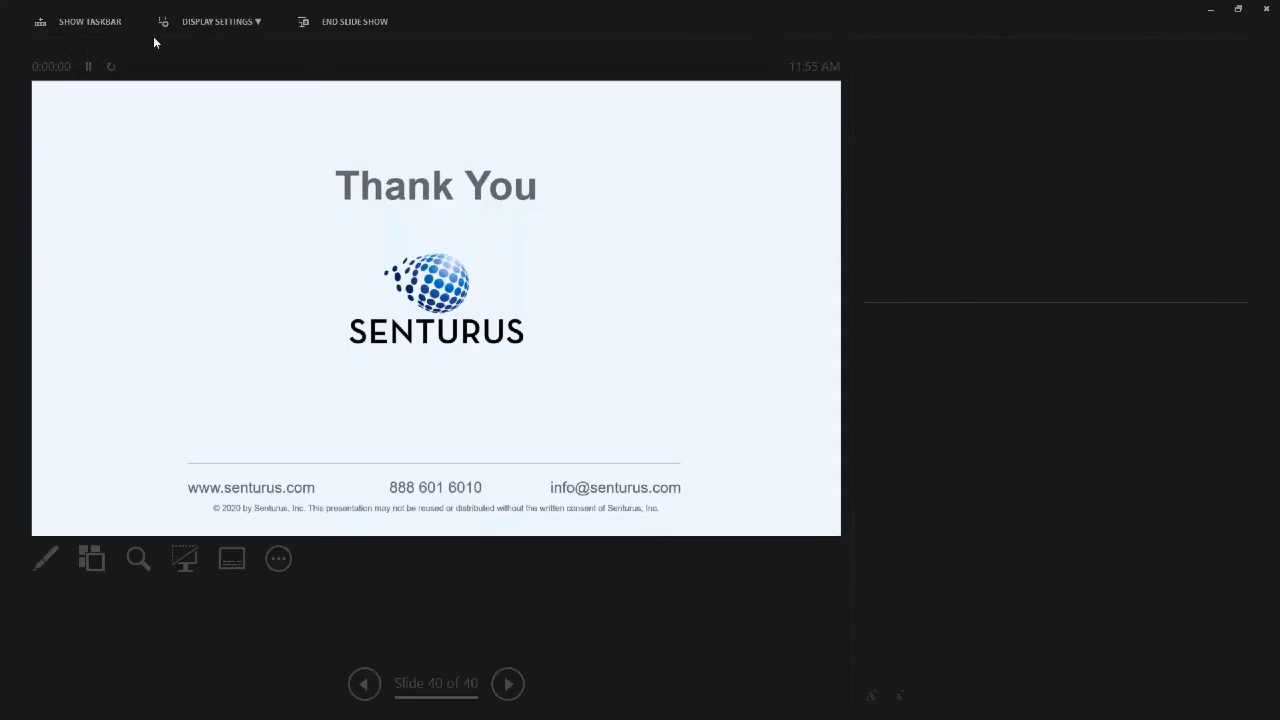 SHOW TASKBAR DISPLAY SETTINGS ▼ END SLIDE SHOW
0:00:00 11:55 AM
Thank You
SENTURUS
www.senturus.com 888 601 6010 info@senturus.com
© 2020 by Senturus, Inc. This presentation may not be reused or distributed without the written consent of Senturus, Inc.
Slide 40 of 40
A A